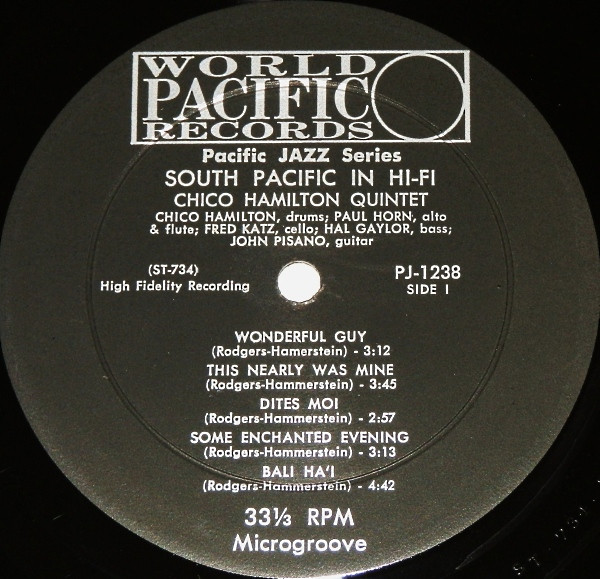 WORLD
PACIFIC
RECORDS
Pacific JAZZ Series
SOUTH PACIFIC IN HI-FI
CHICO HAMILTON QUINTET
CHICO HAMILTON, drums; PAUL HORN, alto
& flute; FRED KATZ, cello; HAL GAYLOR, bass;
JOHN PISANO, guitar
(ST-734)
High Fidelity Recording
PJ-1238
SIDE I
WONDERFUL GUY
(Rodgers-Hamerstein) - 3:12
THIS NEARLY WAS MINE
(Rodgers-Hammerstein) - 3:45
DITES MOI
(Rodgers-Hammerstein) - 2:57
SOME ENCHANTED EVENING
(Rodgers-Hammerstein) - 3:13
BALI HA'I
(Rodgers-Hammerstein) - 4:42
33⅓ RPM
Microgroove